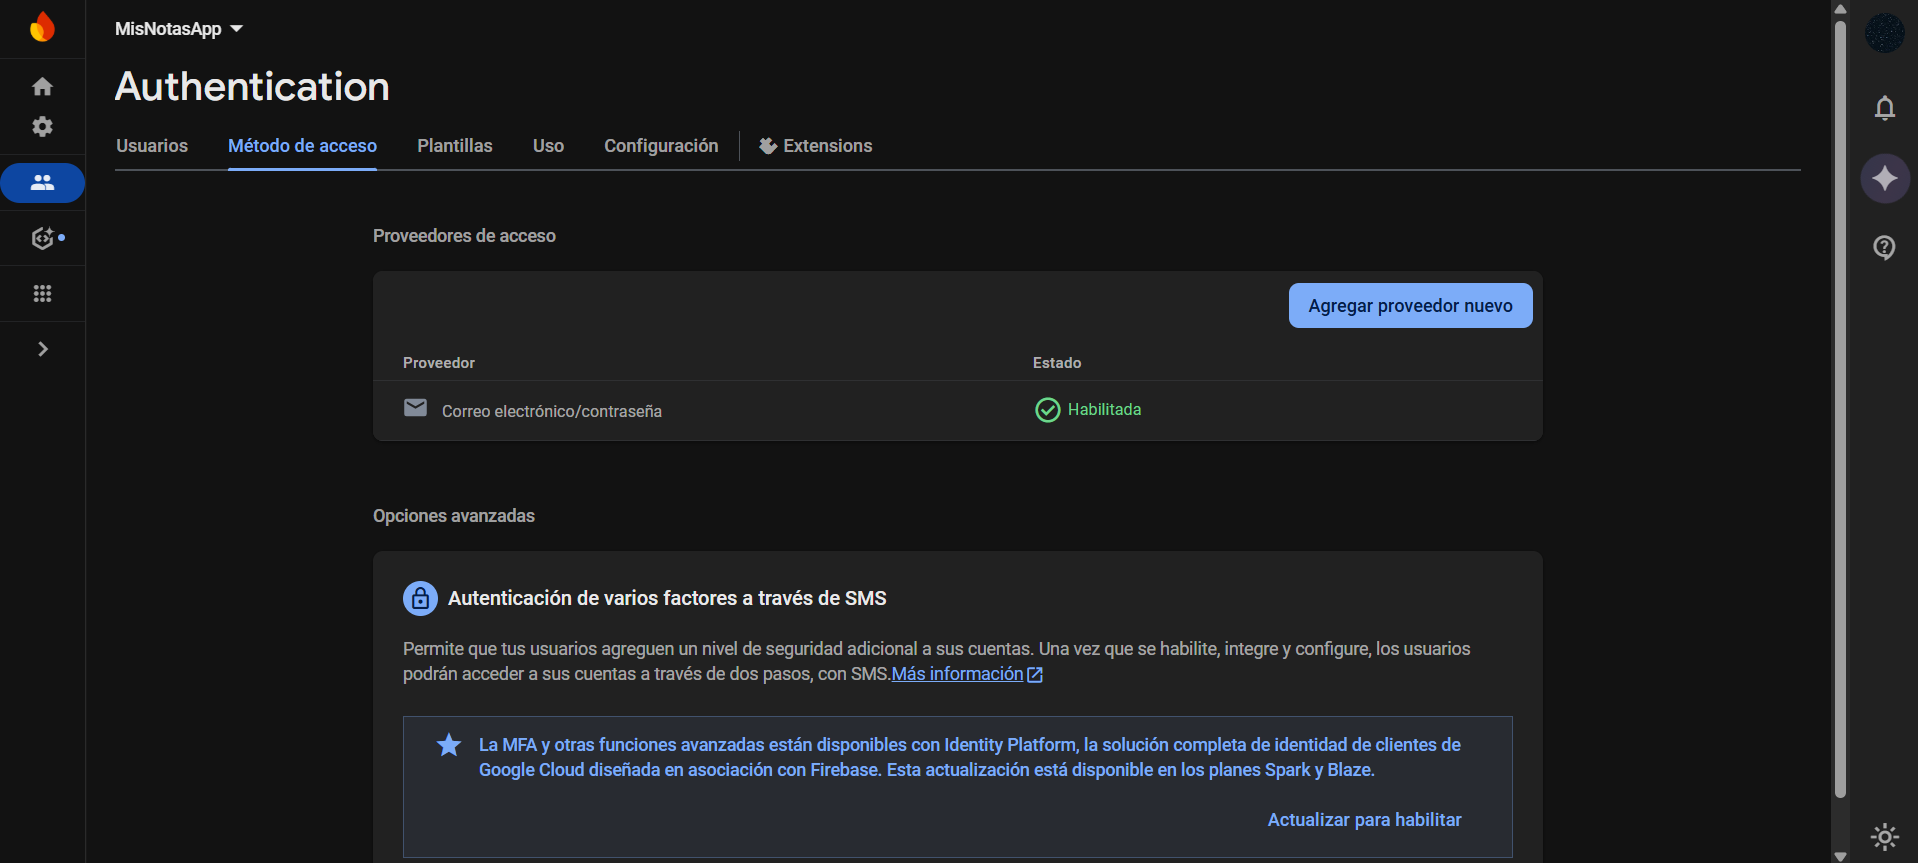 MisNotasApp
Authentication
Usuarios
Método de acceso
Plantillas
Uso
Configuración
Extensions
Proveedores de acceso
Agregar proveedor nuevo
Proveedor
Estado
Correo electrónico/contraseña
Habilitada
Opciones avanzadas
Autenticación de varios factores a través de SMS
Permite que tus usuarios agreguen un nivel de seguridad adicional a sus cuentas. Una vez que se habilite, integre y configure, los usuarios
podrán acceder a sus cuentas a través de dos pasos, con SMS.Más información
La MFA y otras funciones avanzadas están disponibles con Identity Platform, la solución completa de identidad de clientes de
Google Cloud diseñada en asociación con Firebase. Esta actualización está disponible en los planes Spark y Blaze.
Actualizar para habilitar